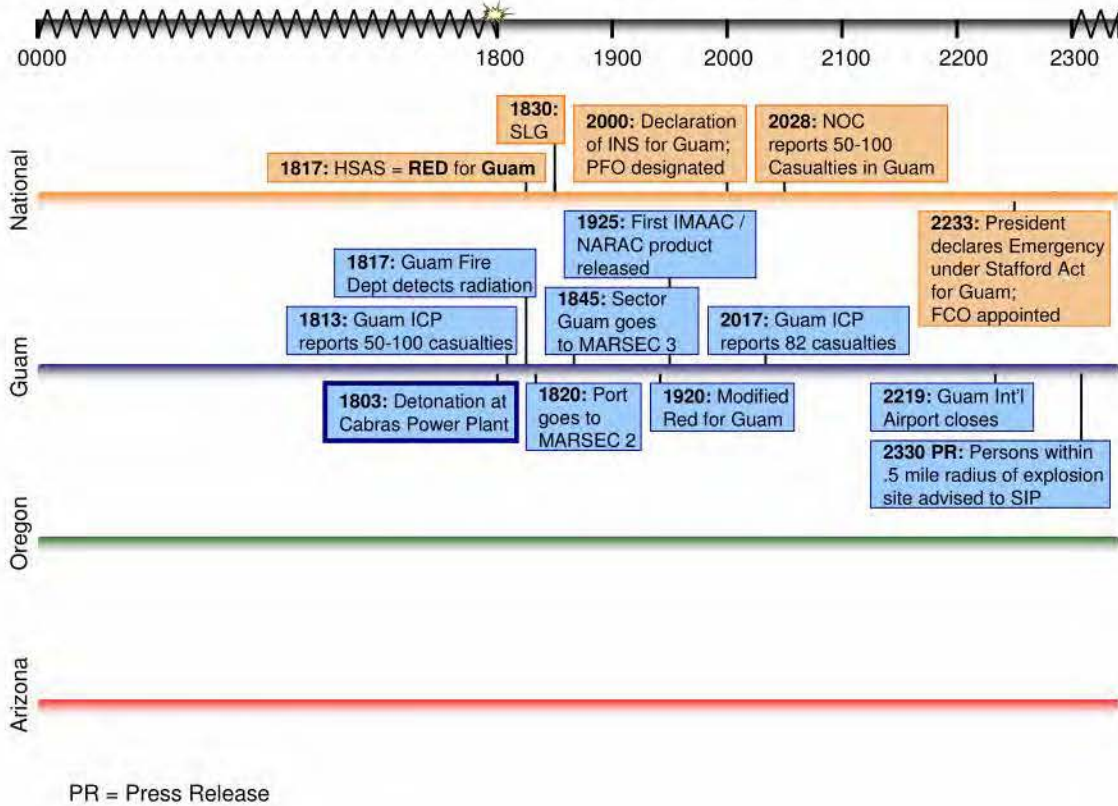 0000 1800 1900 2000 2100 2200 2300
National
1830:
SLG
1817: HSAS = RED for Guam
2000: Declaration
of INS for Guam;
PFO designated
2028: NOC
reports 50-100
Casualties in Guam
2233: President
declares Emergency
under Stafford Act
for Guam;
FCO appointed
Guam
1925: First IMAAC /
NARAC product
released
1817: Guam Fire
Dept detects radiation
1813: Guam ICP
reports 50-100 casualties
1845: Sector
Guam goes
to MARSEC 3
2017: Guam ICP
reports 82 casualties
1803: Detonation at
Cabras Power Plant
1820: Port
goes to
MARSEC 2
1920: Modified
Red for Guam
2219: Guam Int'l
Airport closes
2330 PR: Persons within
.5 mile radius of explosion
site advised to SIP
Oregon
Arizona
PR = Press Release